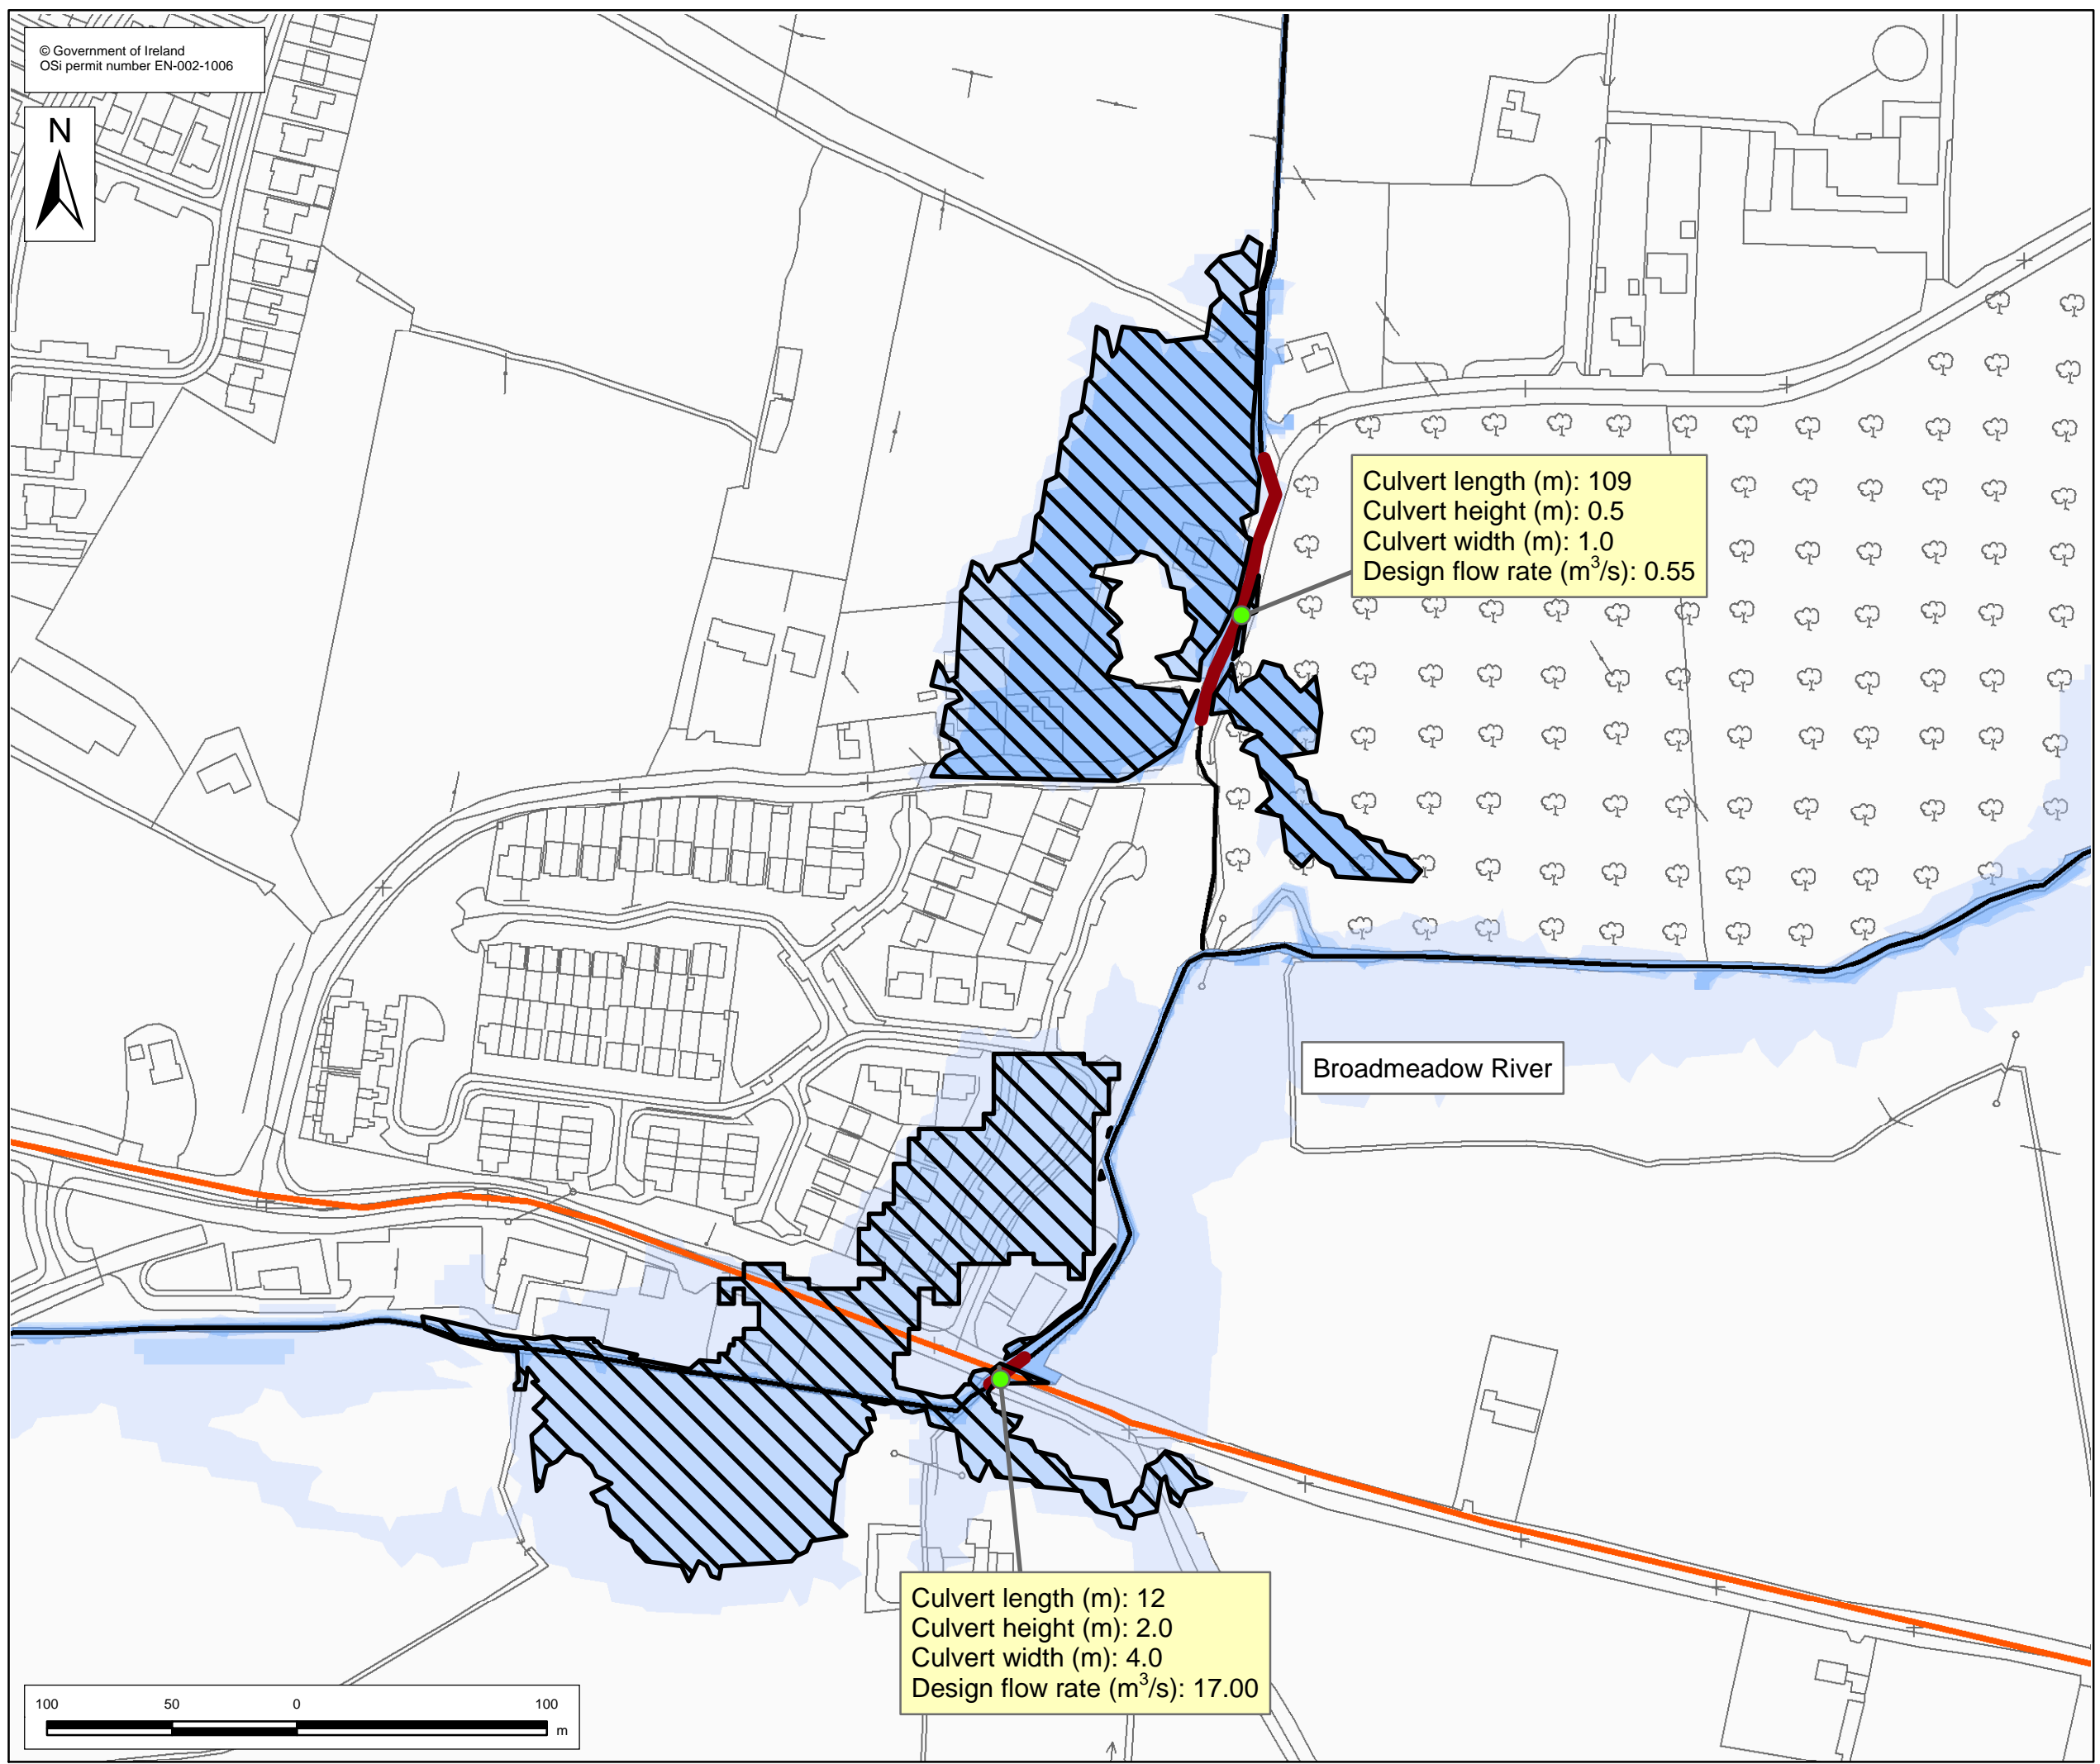 © Government of Ireland
OSi permit number EN-002-1006
N
Culvert length (m): 109
Culvert height (m): 0.5
Culvert width (m): 1.0
Design flow rate (m³/s): 0.55
Broadmeadow River
Culvert length (m): 12
Culvert height (m): 2.0
Culvert width (m): 4.0
Design flow rate (m³/s): 17.00
100 50 0 100
m